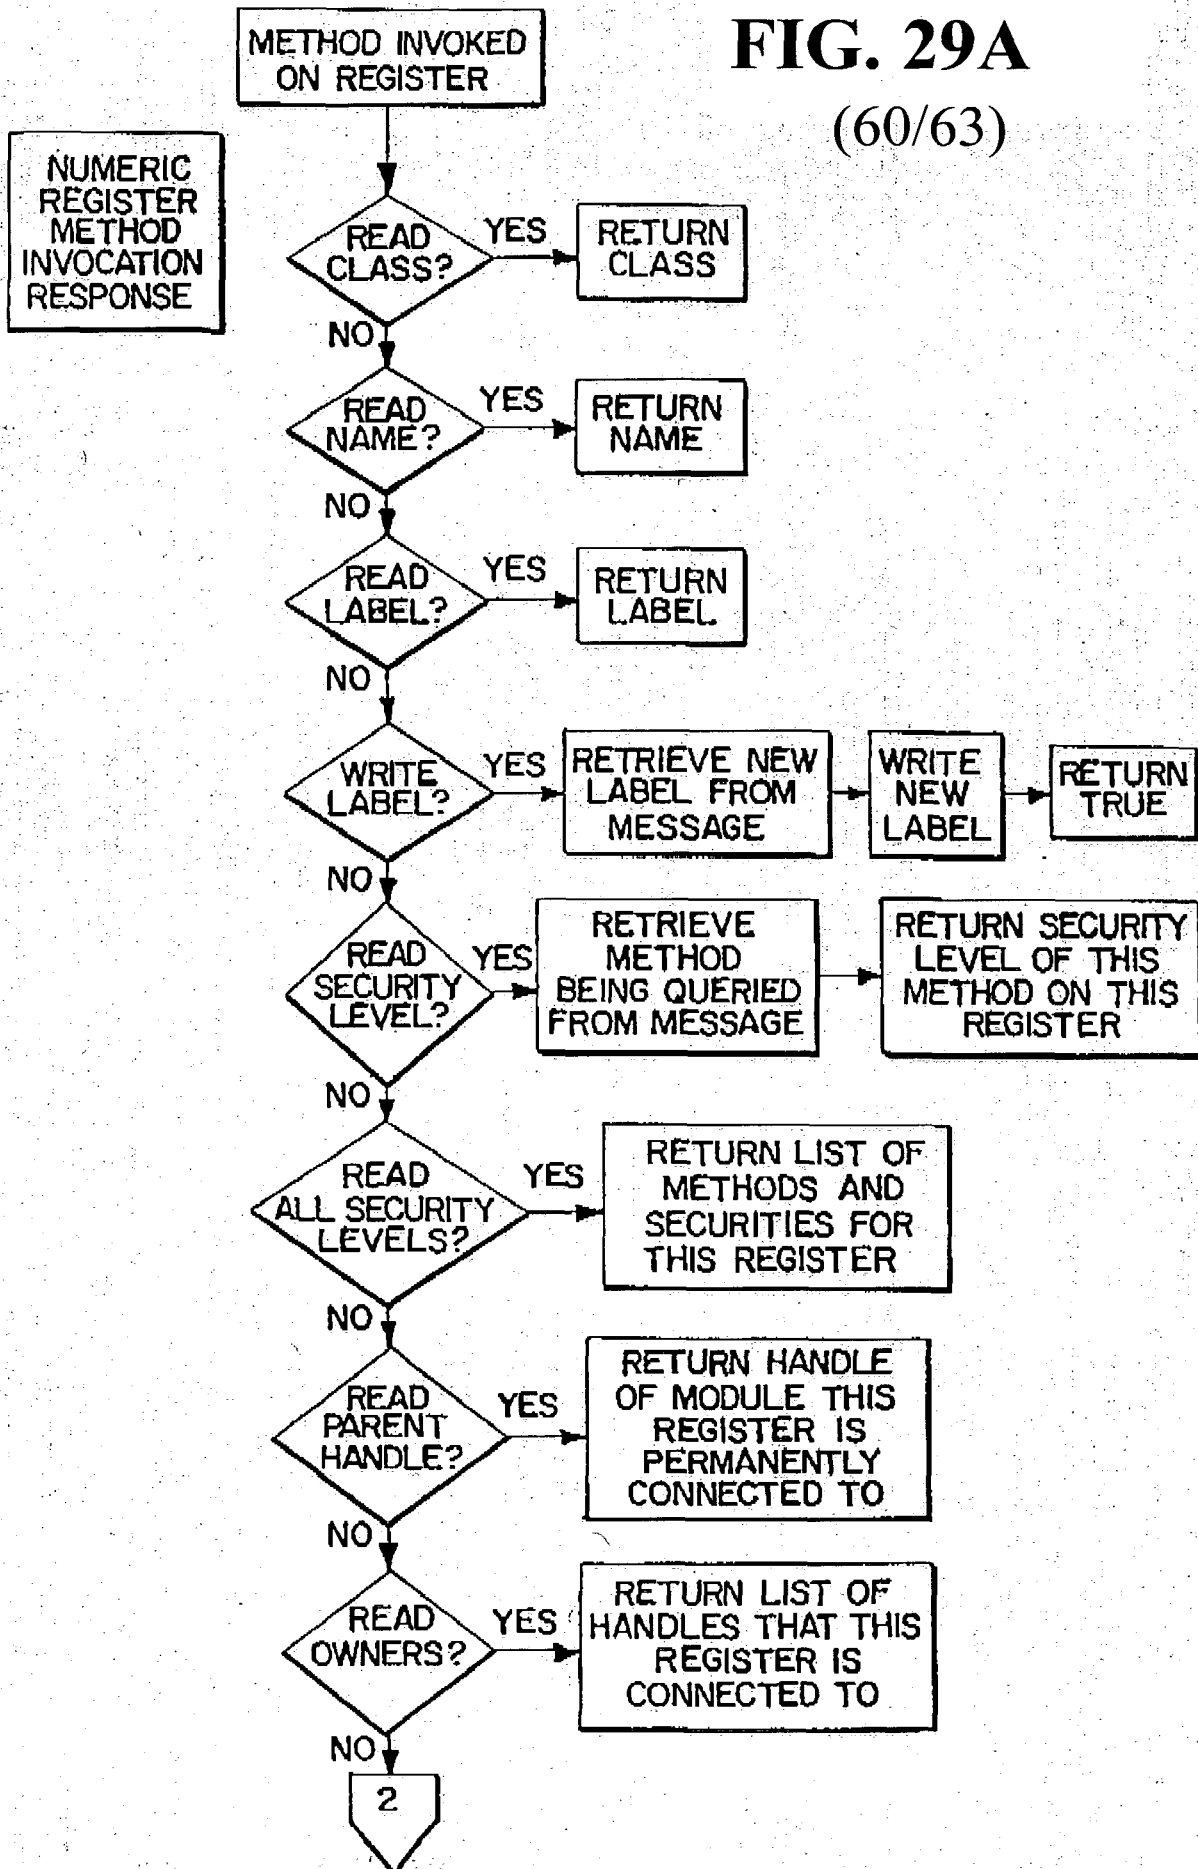 METHOD INVOKED
ON REGISTER
FIG. 29A
(60/63)
NUMERIC
REGISTER
METHOD
INVOCATION
RESPONSE
READ
CLASS?
YES
RETURN
CLASS
NO
READ
NAME?
YES
RETURN
NAME
NO
READ
LABEL?
YES
RETURN
LABEL
NO
WRITE
LABEL?
YES
RETRIEVE NEW
LABEL FROM
MESSAGE
WRITE
NEW
LABEL
RETURN
TRUE
NO
READ
SECURITY
LEVEL?
YES
RETRIEVE
METHOD
BEING QUERIED
FROM MESSAGE
RETURN SECURITY
LEVEL OF THIS
METHOD ON THIS
REGISTER
NO
READ
ALL SECURITY
LEVELS?
YES
RETURN LIST OF
METHODS AND
SECURITIES FOR
THIS REGISTER
NO
READ
PARENT
HANDLE?
YES
RETURN HANDLE
OF MODULE THIS
REGISTER IS
PERMANENTLY
CONNECTED TO
NO
READ
OWNERS?
YES
RETURN LIST OF
HANDLES THAT THIS
REGISTER IS
CONNECTED TO
NO
2